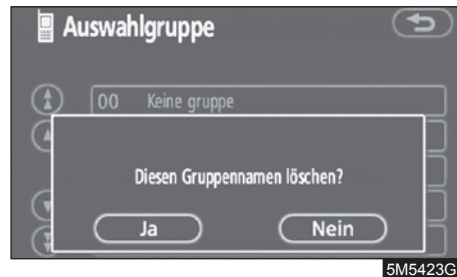 Auswahlgruppe
00 Keine gruppe
Diesen Gruppennamen löschen?
Ja Nein
5M5423G